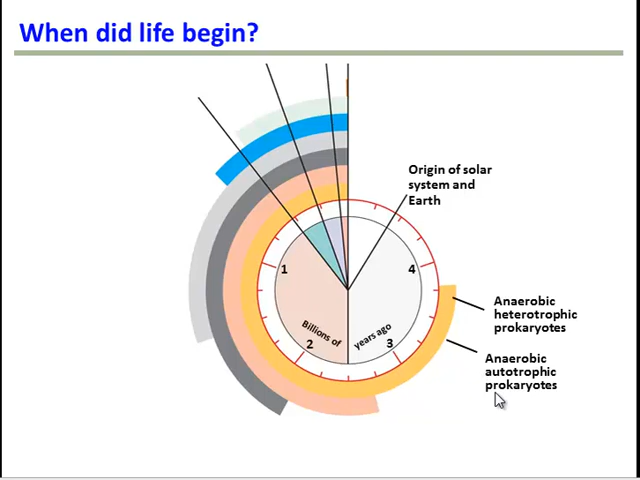 When did life begin?
Origin of solar
system and
Earth
1
4
Anaerobic
heterotrophic
prokaryotes
Billions of
years ago
2
3
Anaerobic
autotrophic
prokaryotes